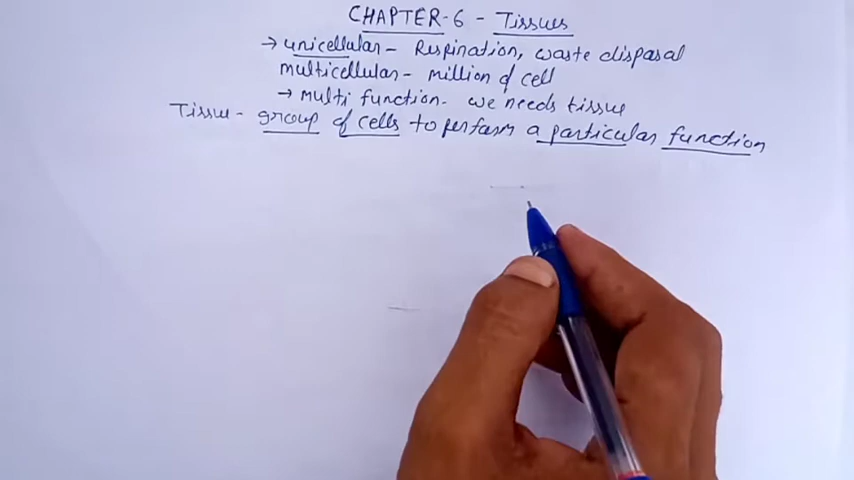 CHAPTER-6 - Tissues
→ unicellular - Respiration, waste disposal
multicellular - million of cell
→ multi function - we needs tissue
Tissue - group of cells to perform a particular function